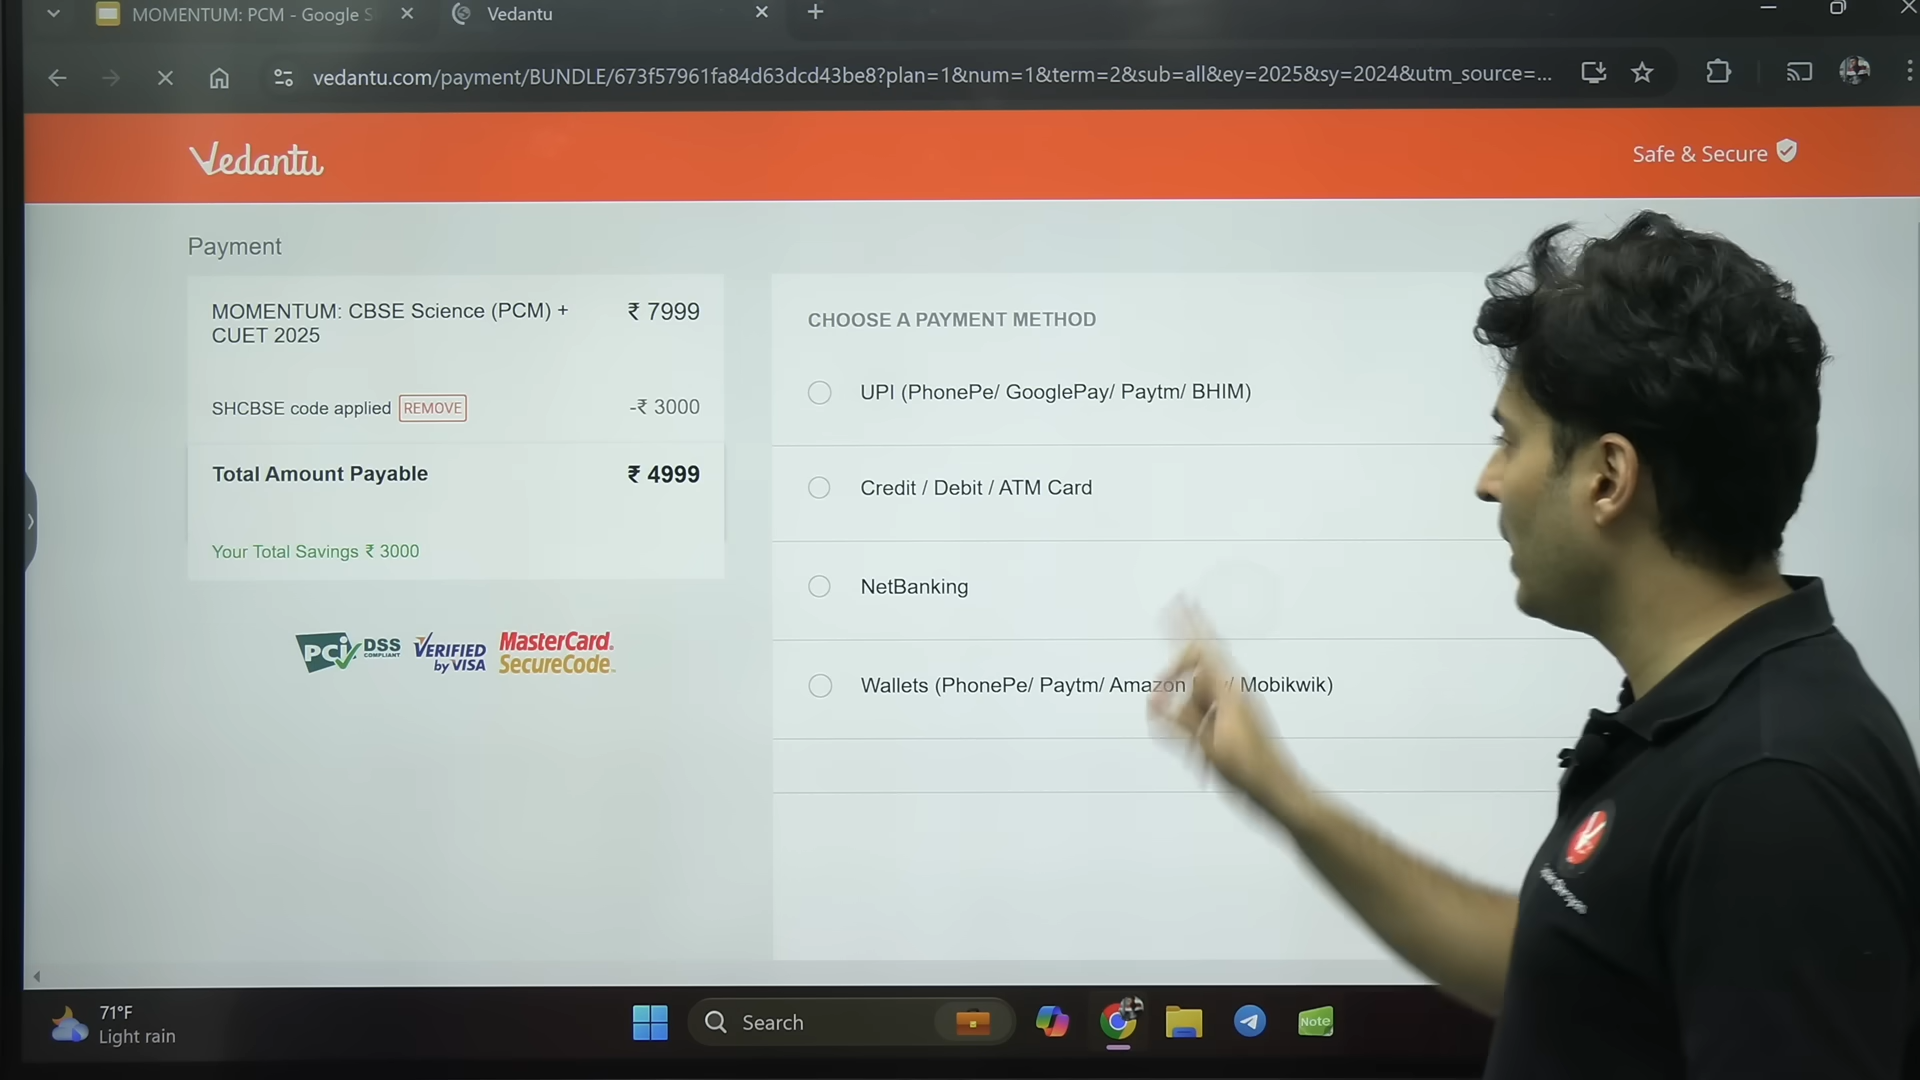 MOMENTUM: PCM - Google S
Vedantu
vedantu.com/payment/BUNDLE/673f57961fa84d63dcd43be8?plan=1&num=1&term=2&sub=all&ey=2025&sy=2024&utm_source=...
Vedantu
Safe & Secure
Payment
MOMENTUM: CBSE Science (PCM) +
CUET 2025
₹ 7999
SHCBSE code applied REMOVE
-₹ 3000
Total Amount Payable
₹ 4999
Your Total Savings ₹ 3000
PCI DSS COMPLIANT
VERIFIED by VISA
MasterCard. SecureCode.
CHOOSE A PAYMENT METHOD
UPI (PhonePe/ GooglePay/ Paytm/ BHIM)
Credit / Debit / ATM Card
NetBanking
Wallets (PhonePe/ Paytm/ Amazon / Mobikwik)
71°F
Light rain
Search
Note